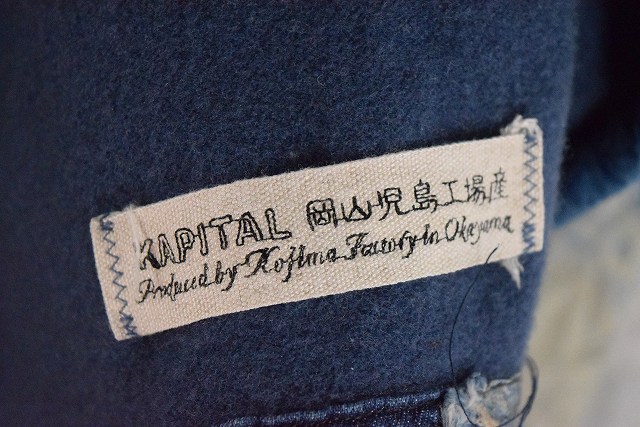 KAPITAL 岡山児島工場産
Produced by Kojima Factory In Okayama